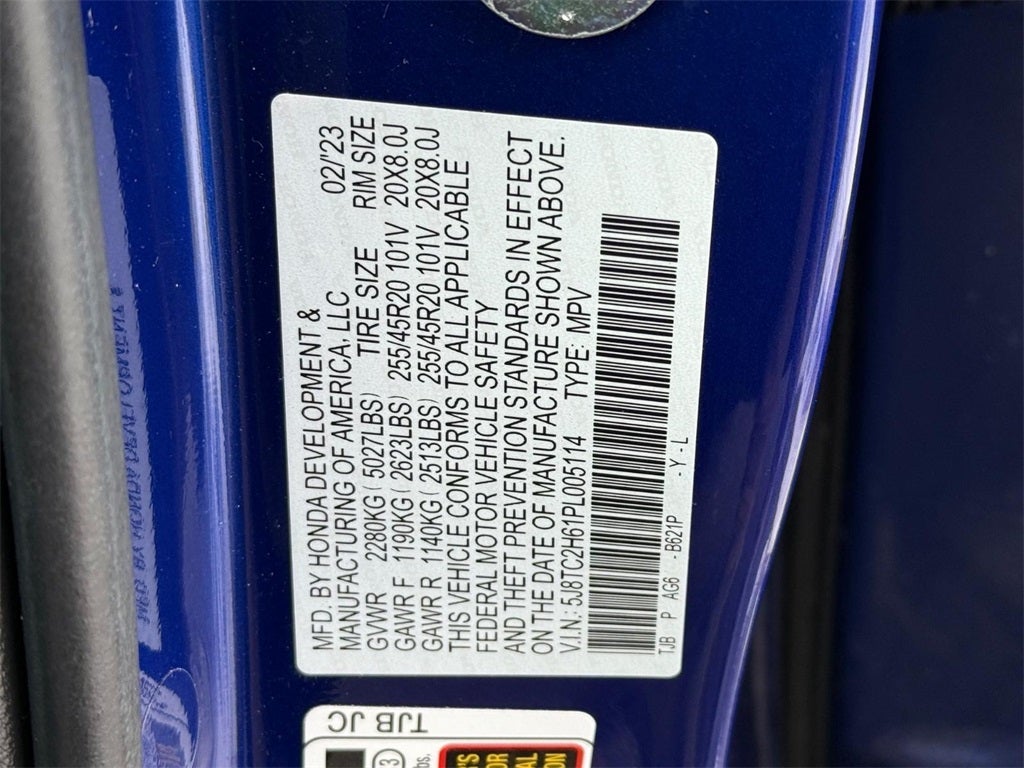 MFD. BY HONDA DEVELOPMENT & 02/'23
MANUFACTURING OF AMERICA, LLC RIM SIZE
GVWR 2280KG ( 5027LBS) TIRE SIZE
GAWR F 1190KG ( 2623LBS) 255/45R20 101V 20X8.0J
GAWR R 1140KG ( 2513LBS) 255/45R20 101V 20X8.0J
THIS VEHICLE CONFORMS TO ALL APPLICABLE
FEDERAL MOTOR VEHICLE SAFETY
AND THEFT PREVENTION STANDARDS IN EFFECT
ON THE DATE OF MANUFACTURE SHOWN ABOVE.
V.I.N.: 5J8TC2H61PL005114 TYPE: MPV
TJB P AG6 -B621P -Y-L
TJB JC